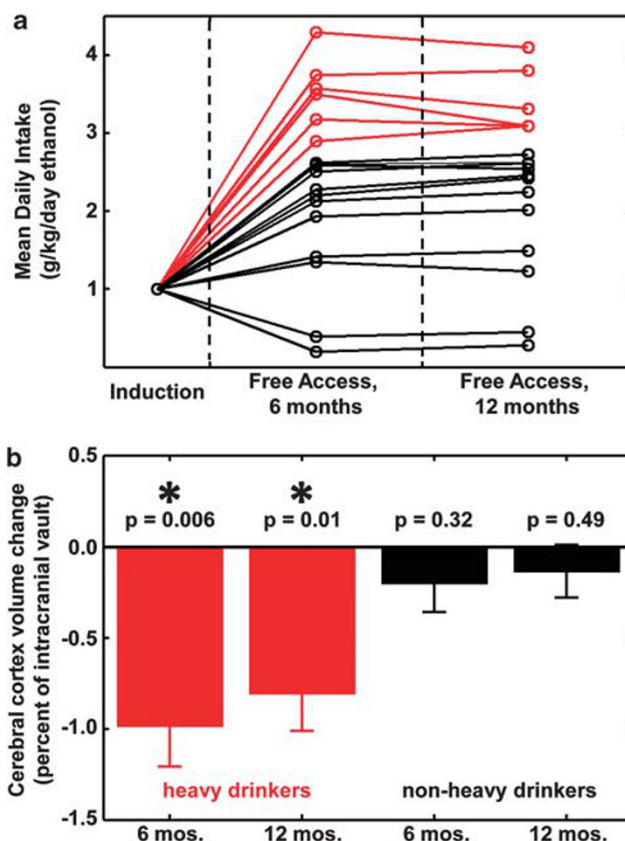 a
Mean Daily Intake
(g/kg/day ethanol)
4
3
2
1
Induction
Free Access,
6 months
Free Access,
12 months
b
Cerebral cortex volume change
(percent of intracranial vault)
0.5
0.0
-0.5
-1.0
-1.5
*
*
p = 0.006
p = 0.01
p = 0.32
p = 0.49
heavy drinkers
non-heavy drinkers
6 mos.
12 mos.
6 mos.
12 mos.